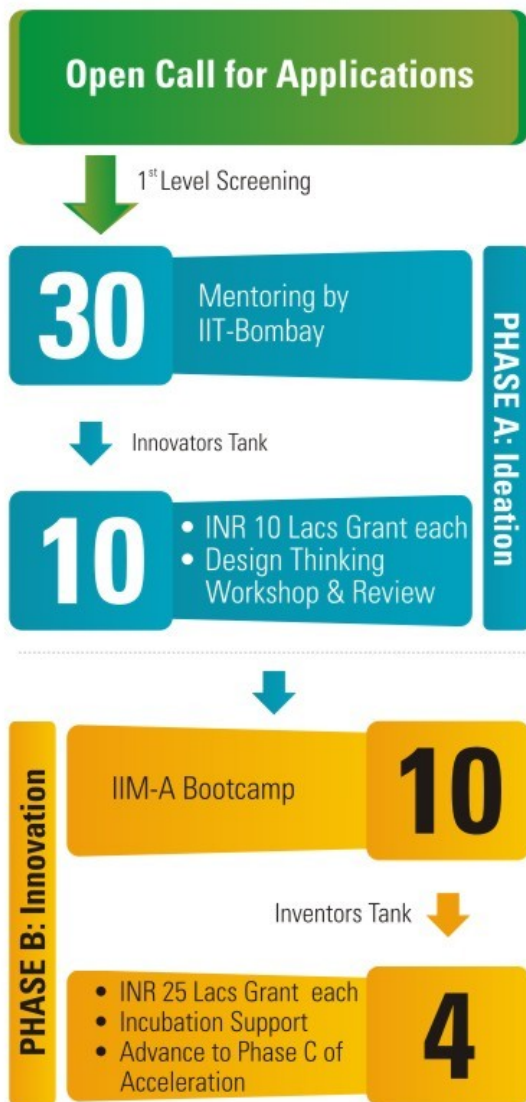 Open Call for Applications
1st Level Screening
30
Mentoring by
IIT-Bombay
PHASE A: Ideation
Innovators Tank
10
• INR 10 Lacs Grant each
• Design Thinking
Workshop & Review
PHASE B: Innovation
IIM-A Bootcamp
10
Inventors Tank
• INR 25 Lacs Grant each
• Incubation Support
• Advance to Phase C of
Acceleration
4